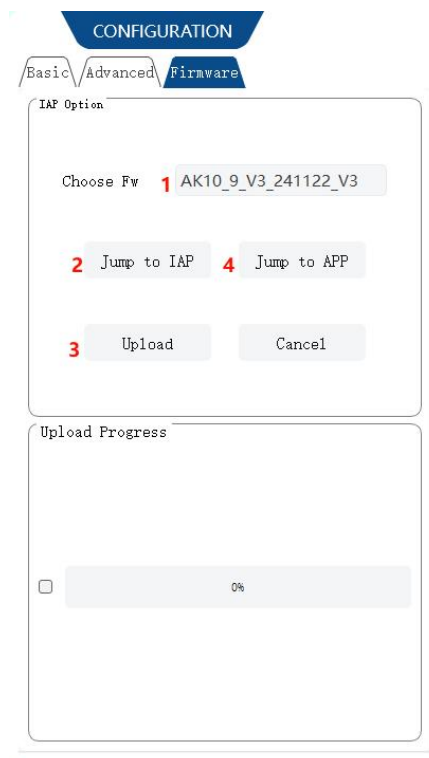 CONFIGURATION
Basic Advanced Firmware
IAP Option
Choose Fw 1 AK10_9_V3_241122_V3
2 Jump to IAP 4 Jump to APP
3 Upload Cancel
Upload Progress
0%